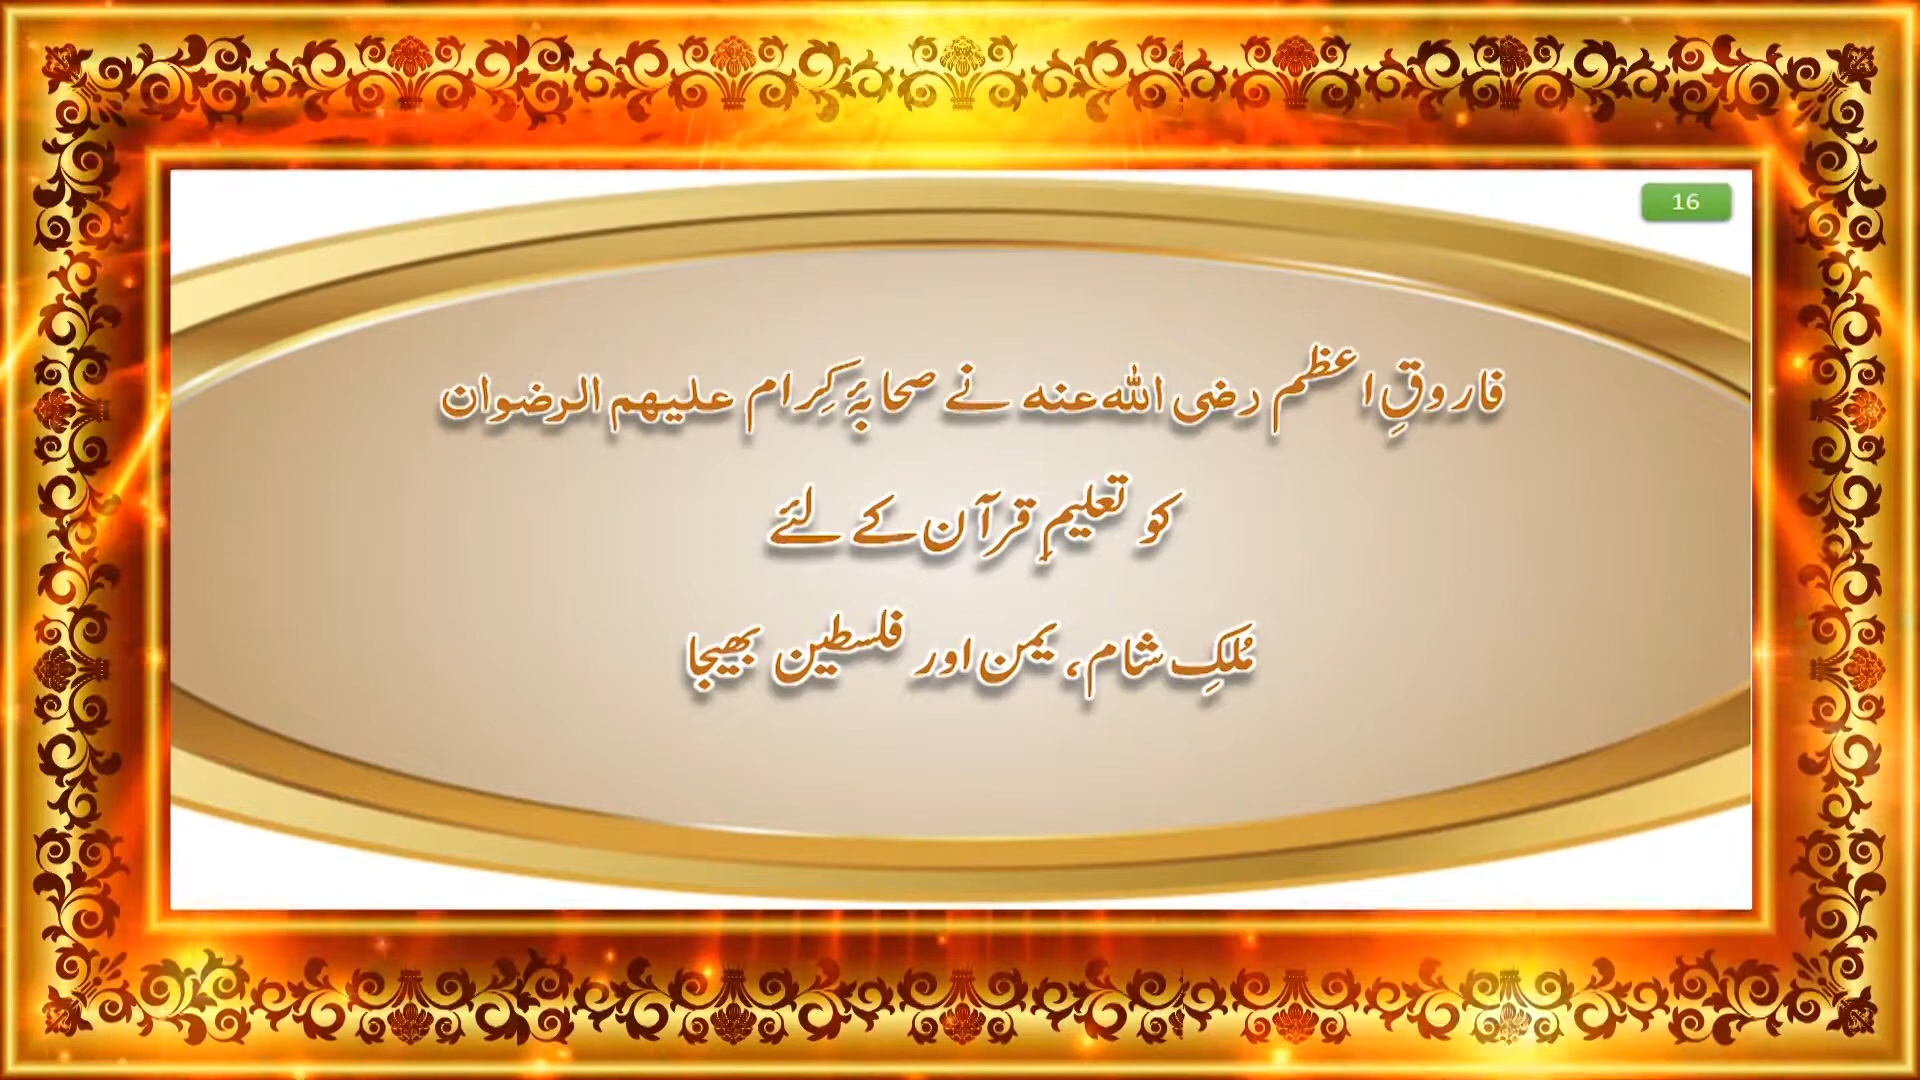 16
فاروقِ اعظم رضی اللہ عنہ نے صحابۂ کِرام علیہم الرضوان
کو تعلیمِ قرآن کے لئے
مُلکِ شام، یمن اور فلسطین بھیجا